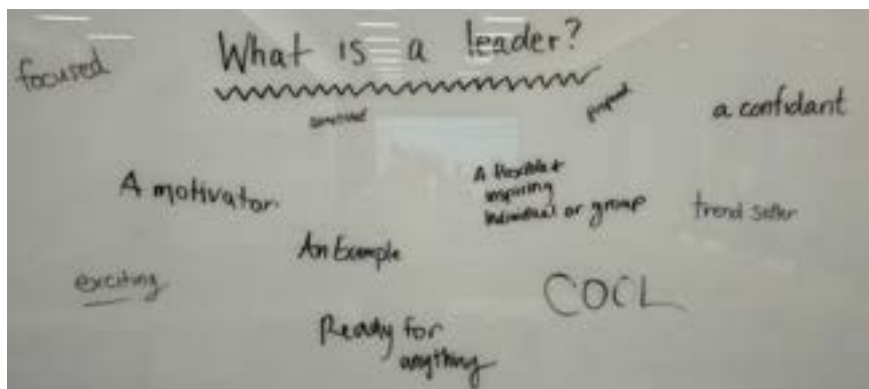 What is a leader?
focused
a confidant
A motivator
A flexible &
inspiring
individual or group
trend setter
An Example
exciting
COOL
Ready for
anything